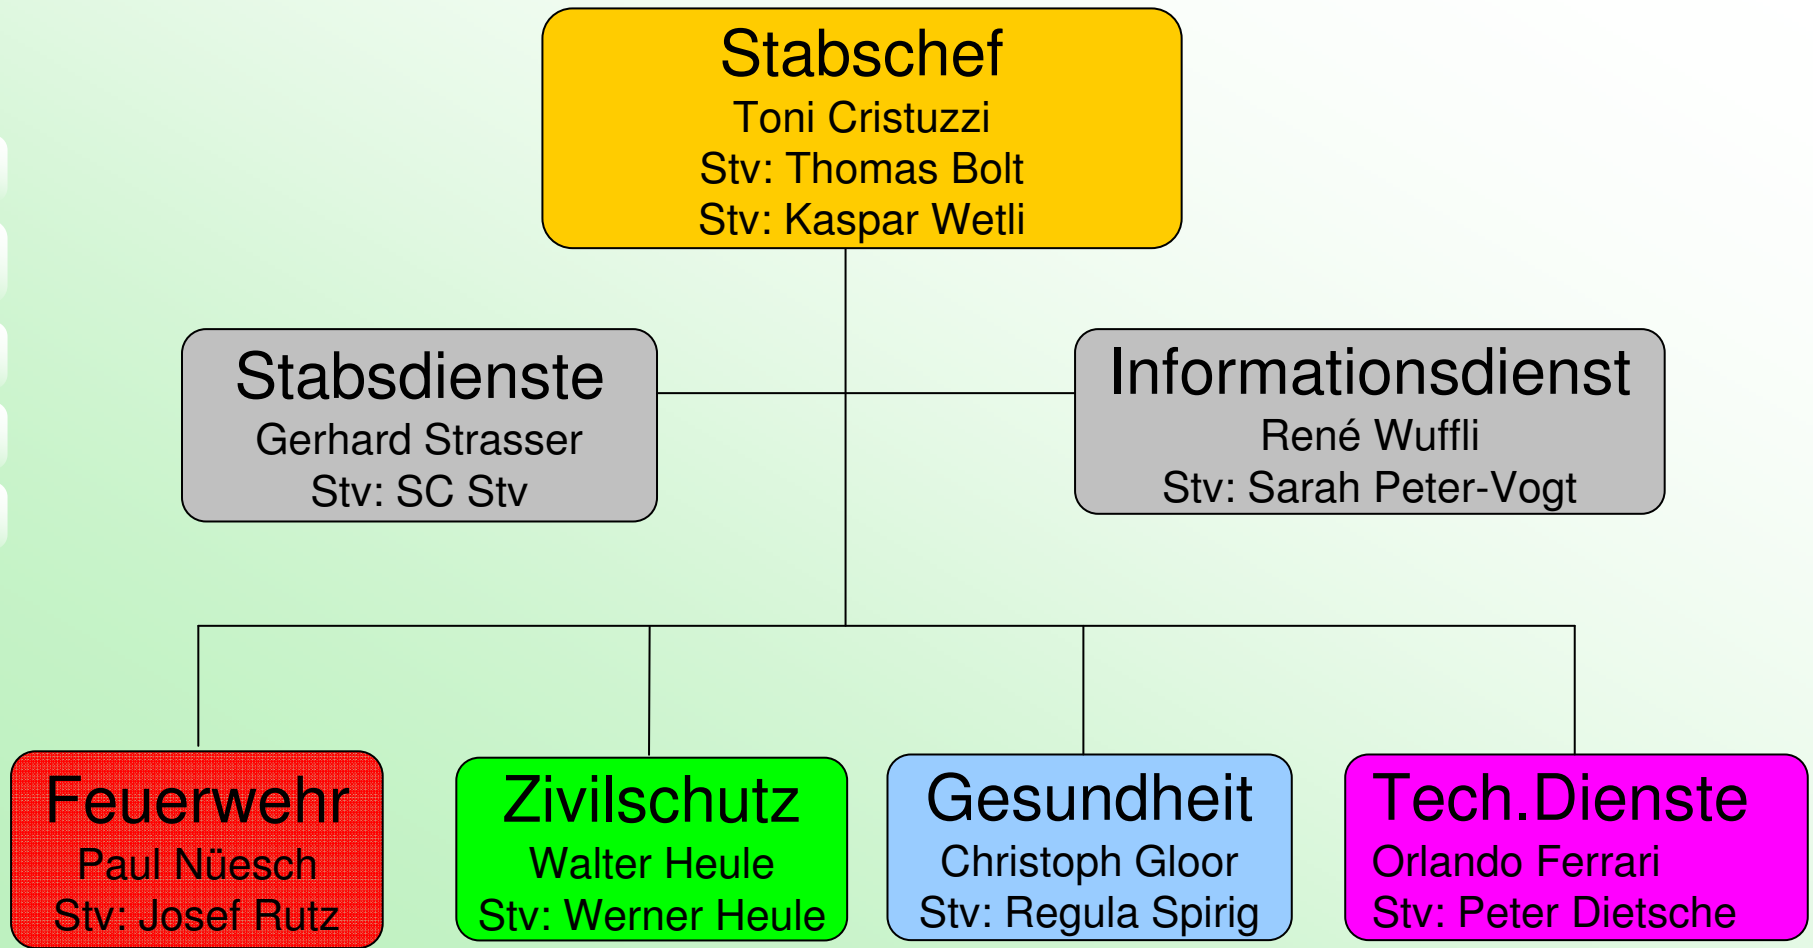 Stabschef
Toni Cristuzzi
Stv: Thomas Bolt
Stv: Kaspar Wetli
Stabsdienste
Gerhard Strasser
Stv: SC Stv
Informationsdienst
René Wuffli
Stv: Sarah Peter-Vogt
Feuerwehr
Paul Nüesch
Stv: Josef Rutz
Zivilschutz
Walter Heule
Stv: Werner Heule
Gesundheit
Christoph Gloor
Stv: Regula Spirig
Tech.Dienste
Orlando Ferrari
Stv: Peter Dietsche